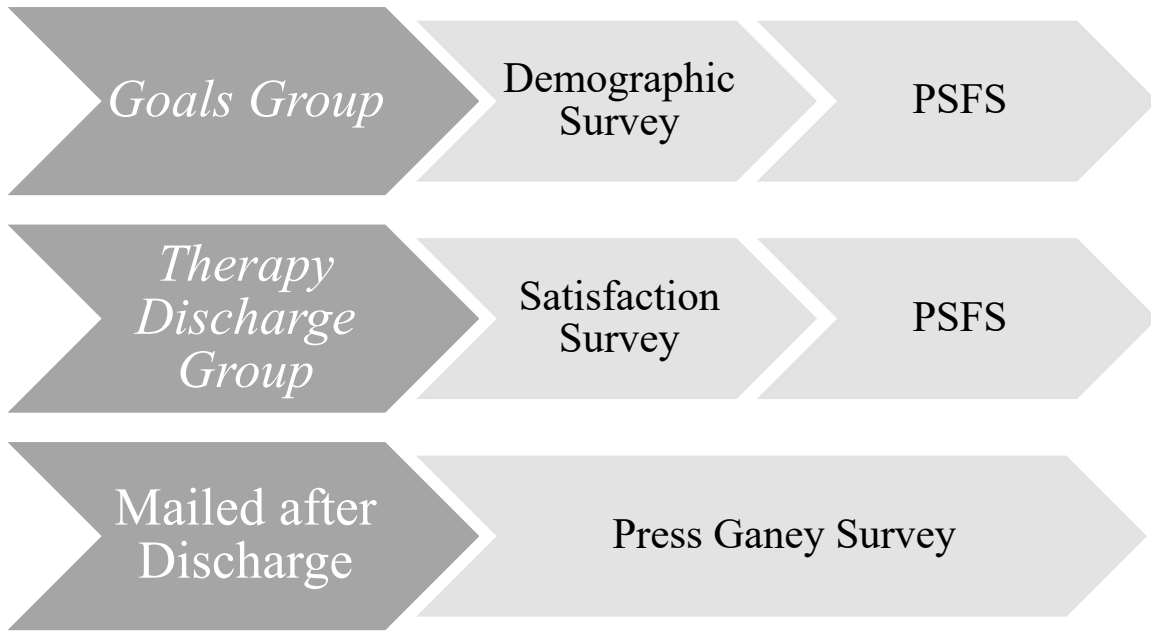 Goals Group
Demographic
Survey
PSFS
Therapy
Discharge
Group
Satisfaction
Survey
PSFS
Mailed after
Discharge
Press Ganey Survey